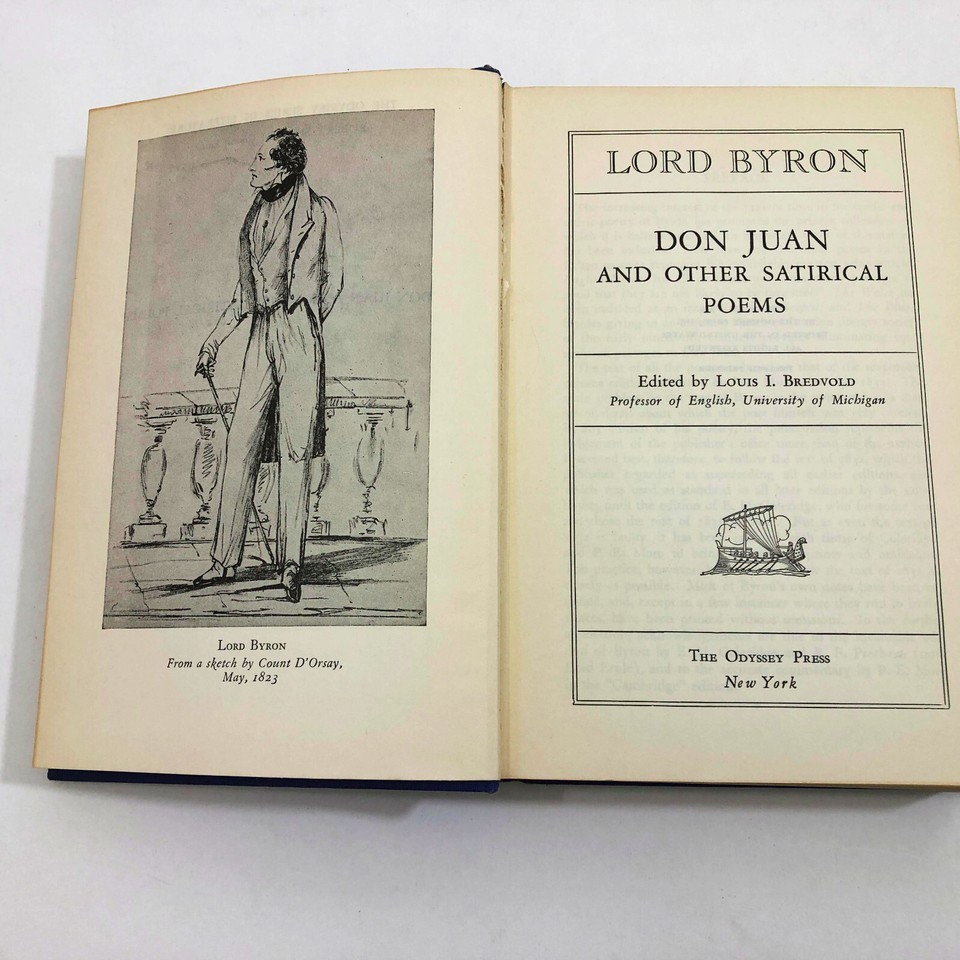 LORD BYRON
From a sketch by Count D'Orsay,
May, 1823
LORD BYRON
DON JUAN
AND OTHER SATIRICAL
POEMS
Edited by LOUIS I. BREDVOLD
Professor of English, University of Michigan
THE ODYSSEY PRESS
New York